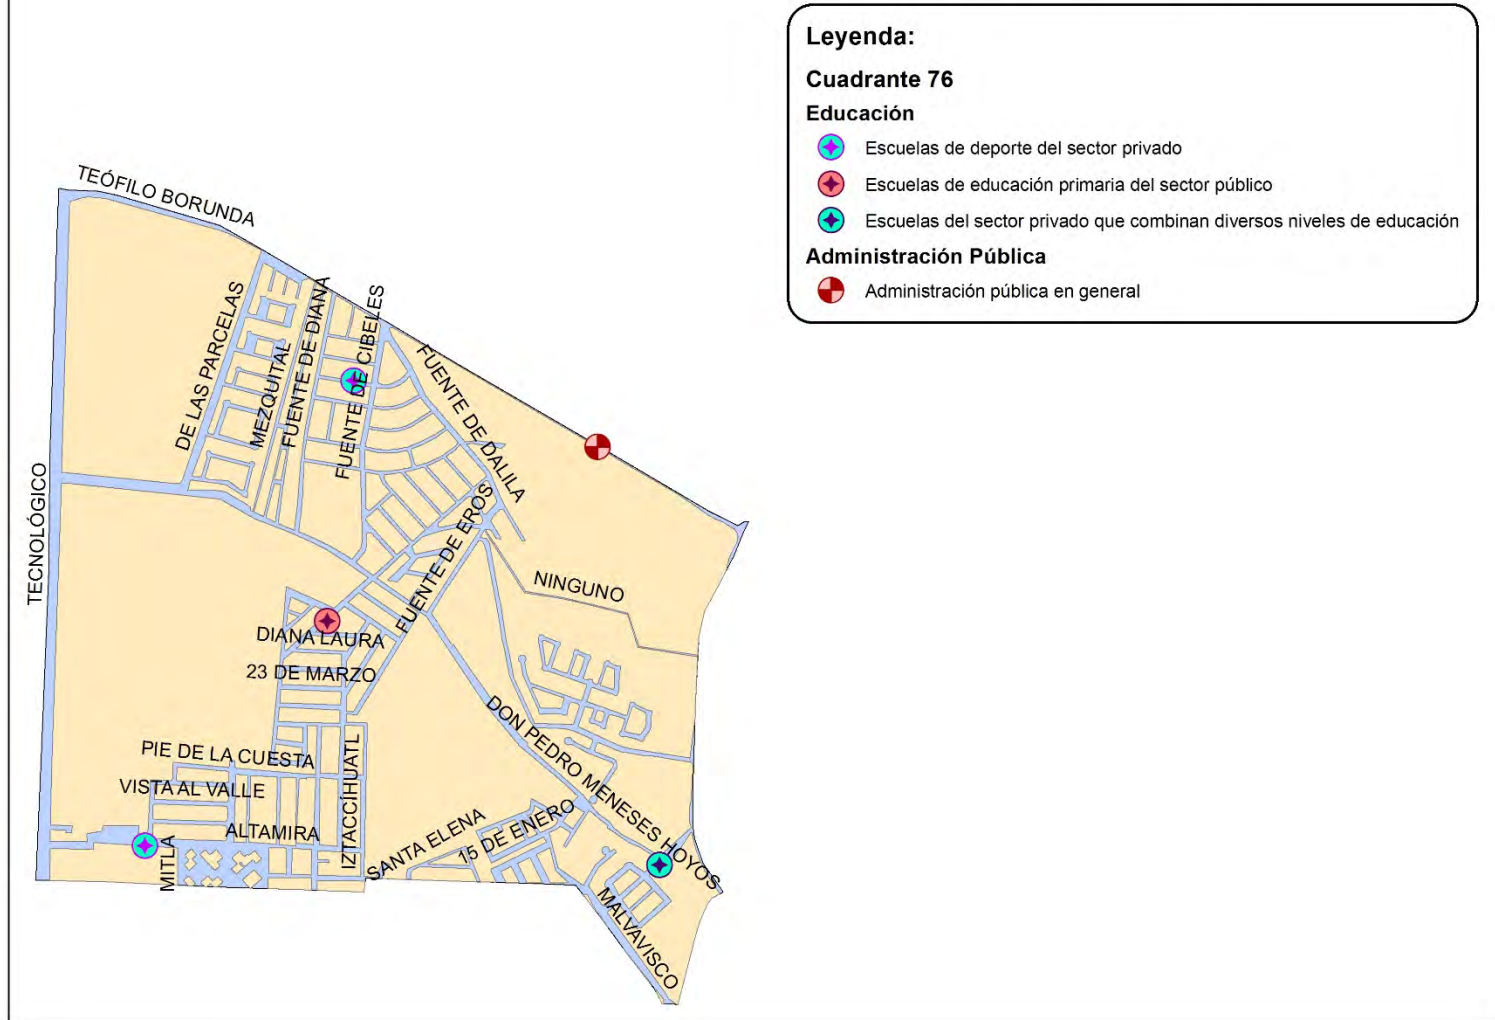 Leyenda:
Cuadrante 76
Educación
Escuelas de deporte del sector privado
Escuelas de educación primaria del sector público
Escuelas del sector privado que combinan diversos niveles de educación
Administración Pública
Administración pública en general
TEÓFILO BORUNDA
DE LAS PARCELAS
MEZQUITAL
FUENTE DE DIANA
FUENTE DE CIBELES
FUENTE DE DALILA
TECNOLÓGICO
FUENTE DE EROS
NINGUNO
DIANA LAURA
23 DE MARZO
DON PEDRO MENESES HOYOS
PIE DE LA CUESTA
VISTA AL VALLE
IZTACCÍHUATL
ALTAMIRA
MITLA
SANTA ELENA
15 DE ENERO
MALVAVISCO